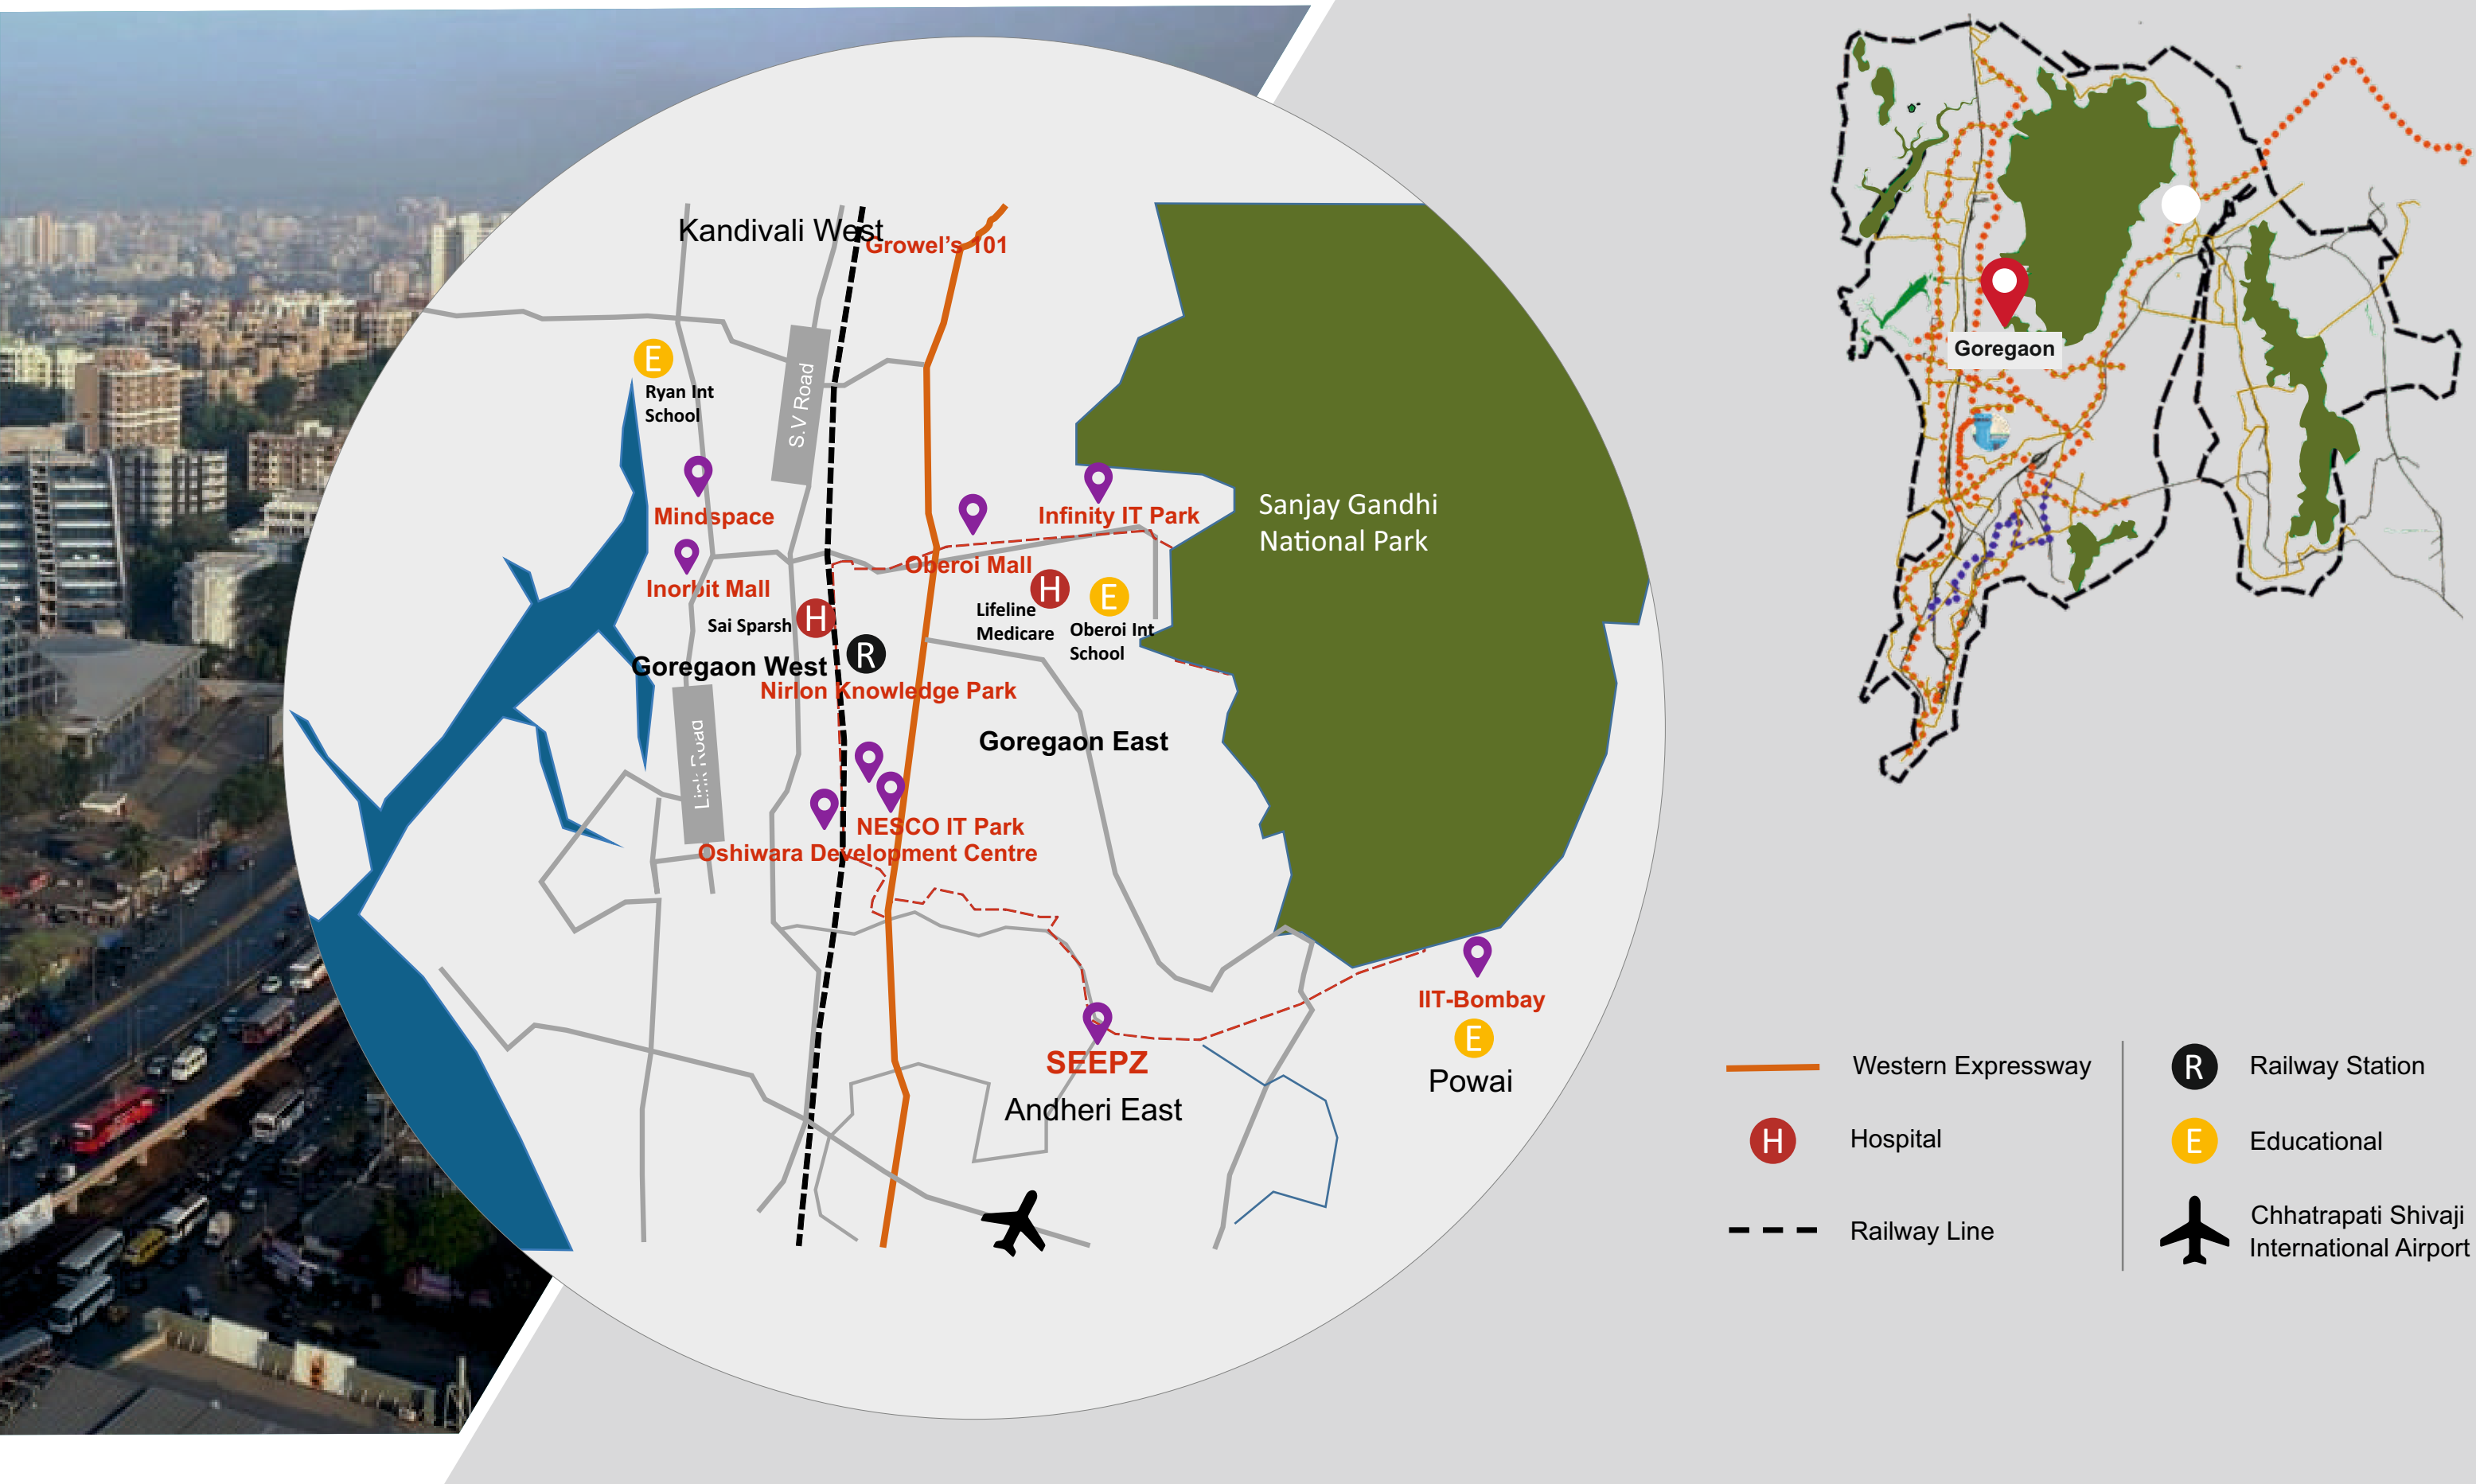 Kandivali West
Growel's 101
S.V Road
E
Ryan Int
School
Mindspace
Inorbit Mall
Infinity IT Park
Oberoi Mall
Sanjay Gandhi
National Park
H
Sai Sparsh
H
Lifeline
Medicare
E
Oberoi Int
School
Goregaon West
R
Nirlon Knowledge Park
Goregaon East
Link Road
NESCO IT Park
Oshiwara Development Centre
IIT-Bombay
E
Powai
SEEPZ
Andheri East
Goregaon
Western Expressway
H
Hospital
Railway Line
R
Railway Station
E
Educational
Chhatrapati Shivaji
International Airport